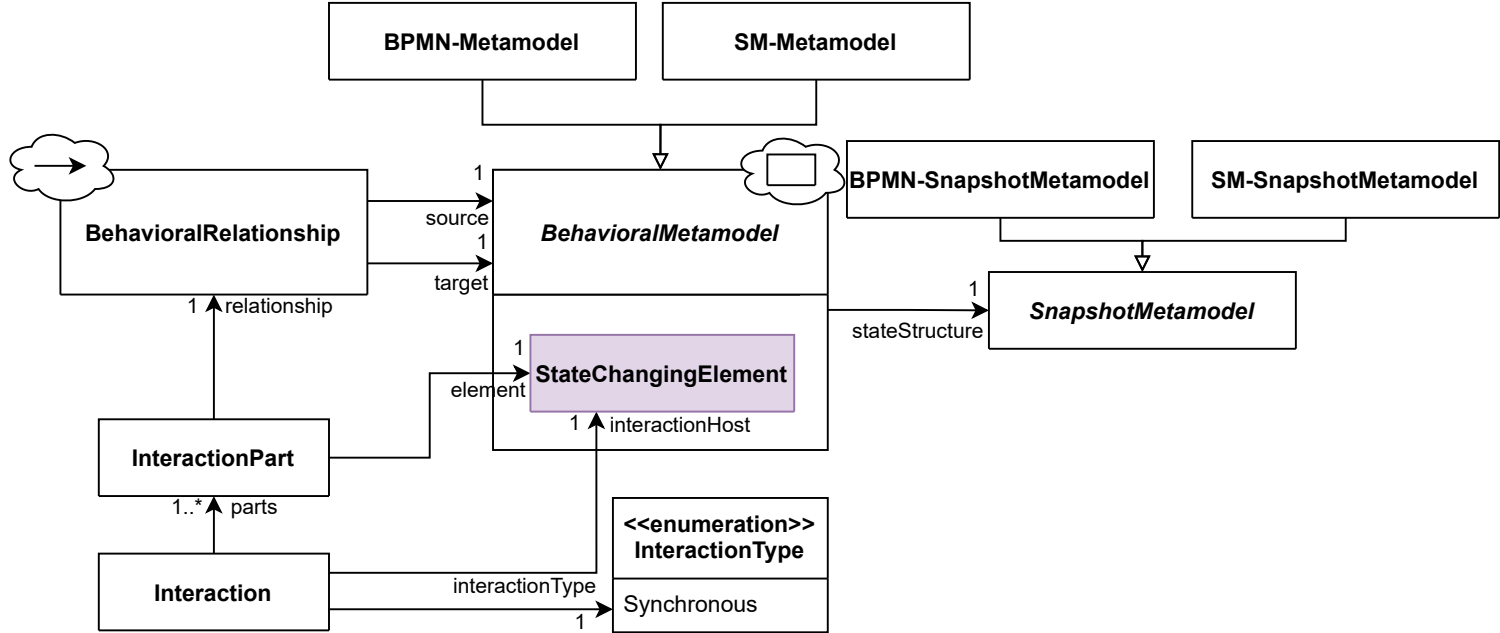 BPMN-Metamodel
SM-Metamodel
BPMN-SnapshotMetamodel
SM-SnapshotMetamodel
1
source
BehavioralRelationship
BehavioralMetamodel
1
target
1
relationship
1
stateStructure
SnapshotMetamodel
1
element
StateChangingElement
1
interactionHost
InteractionPart
1..*
parts
<<enumeration>>
InteractionType
Interaction
interactionType
Synchronous
1